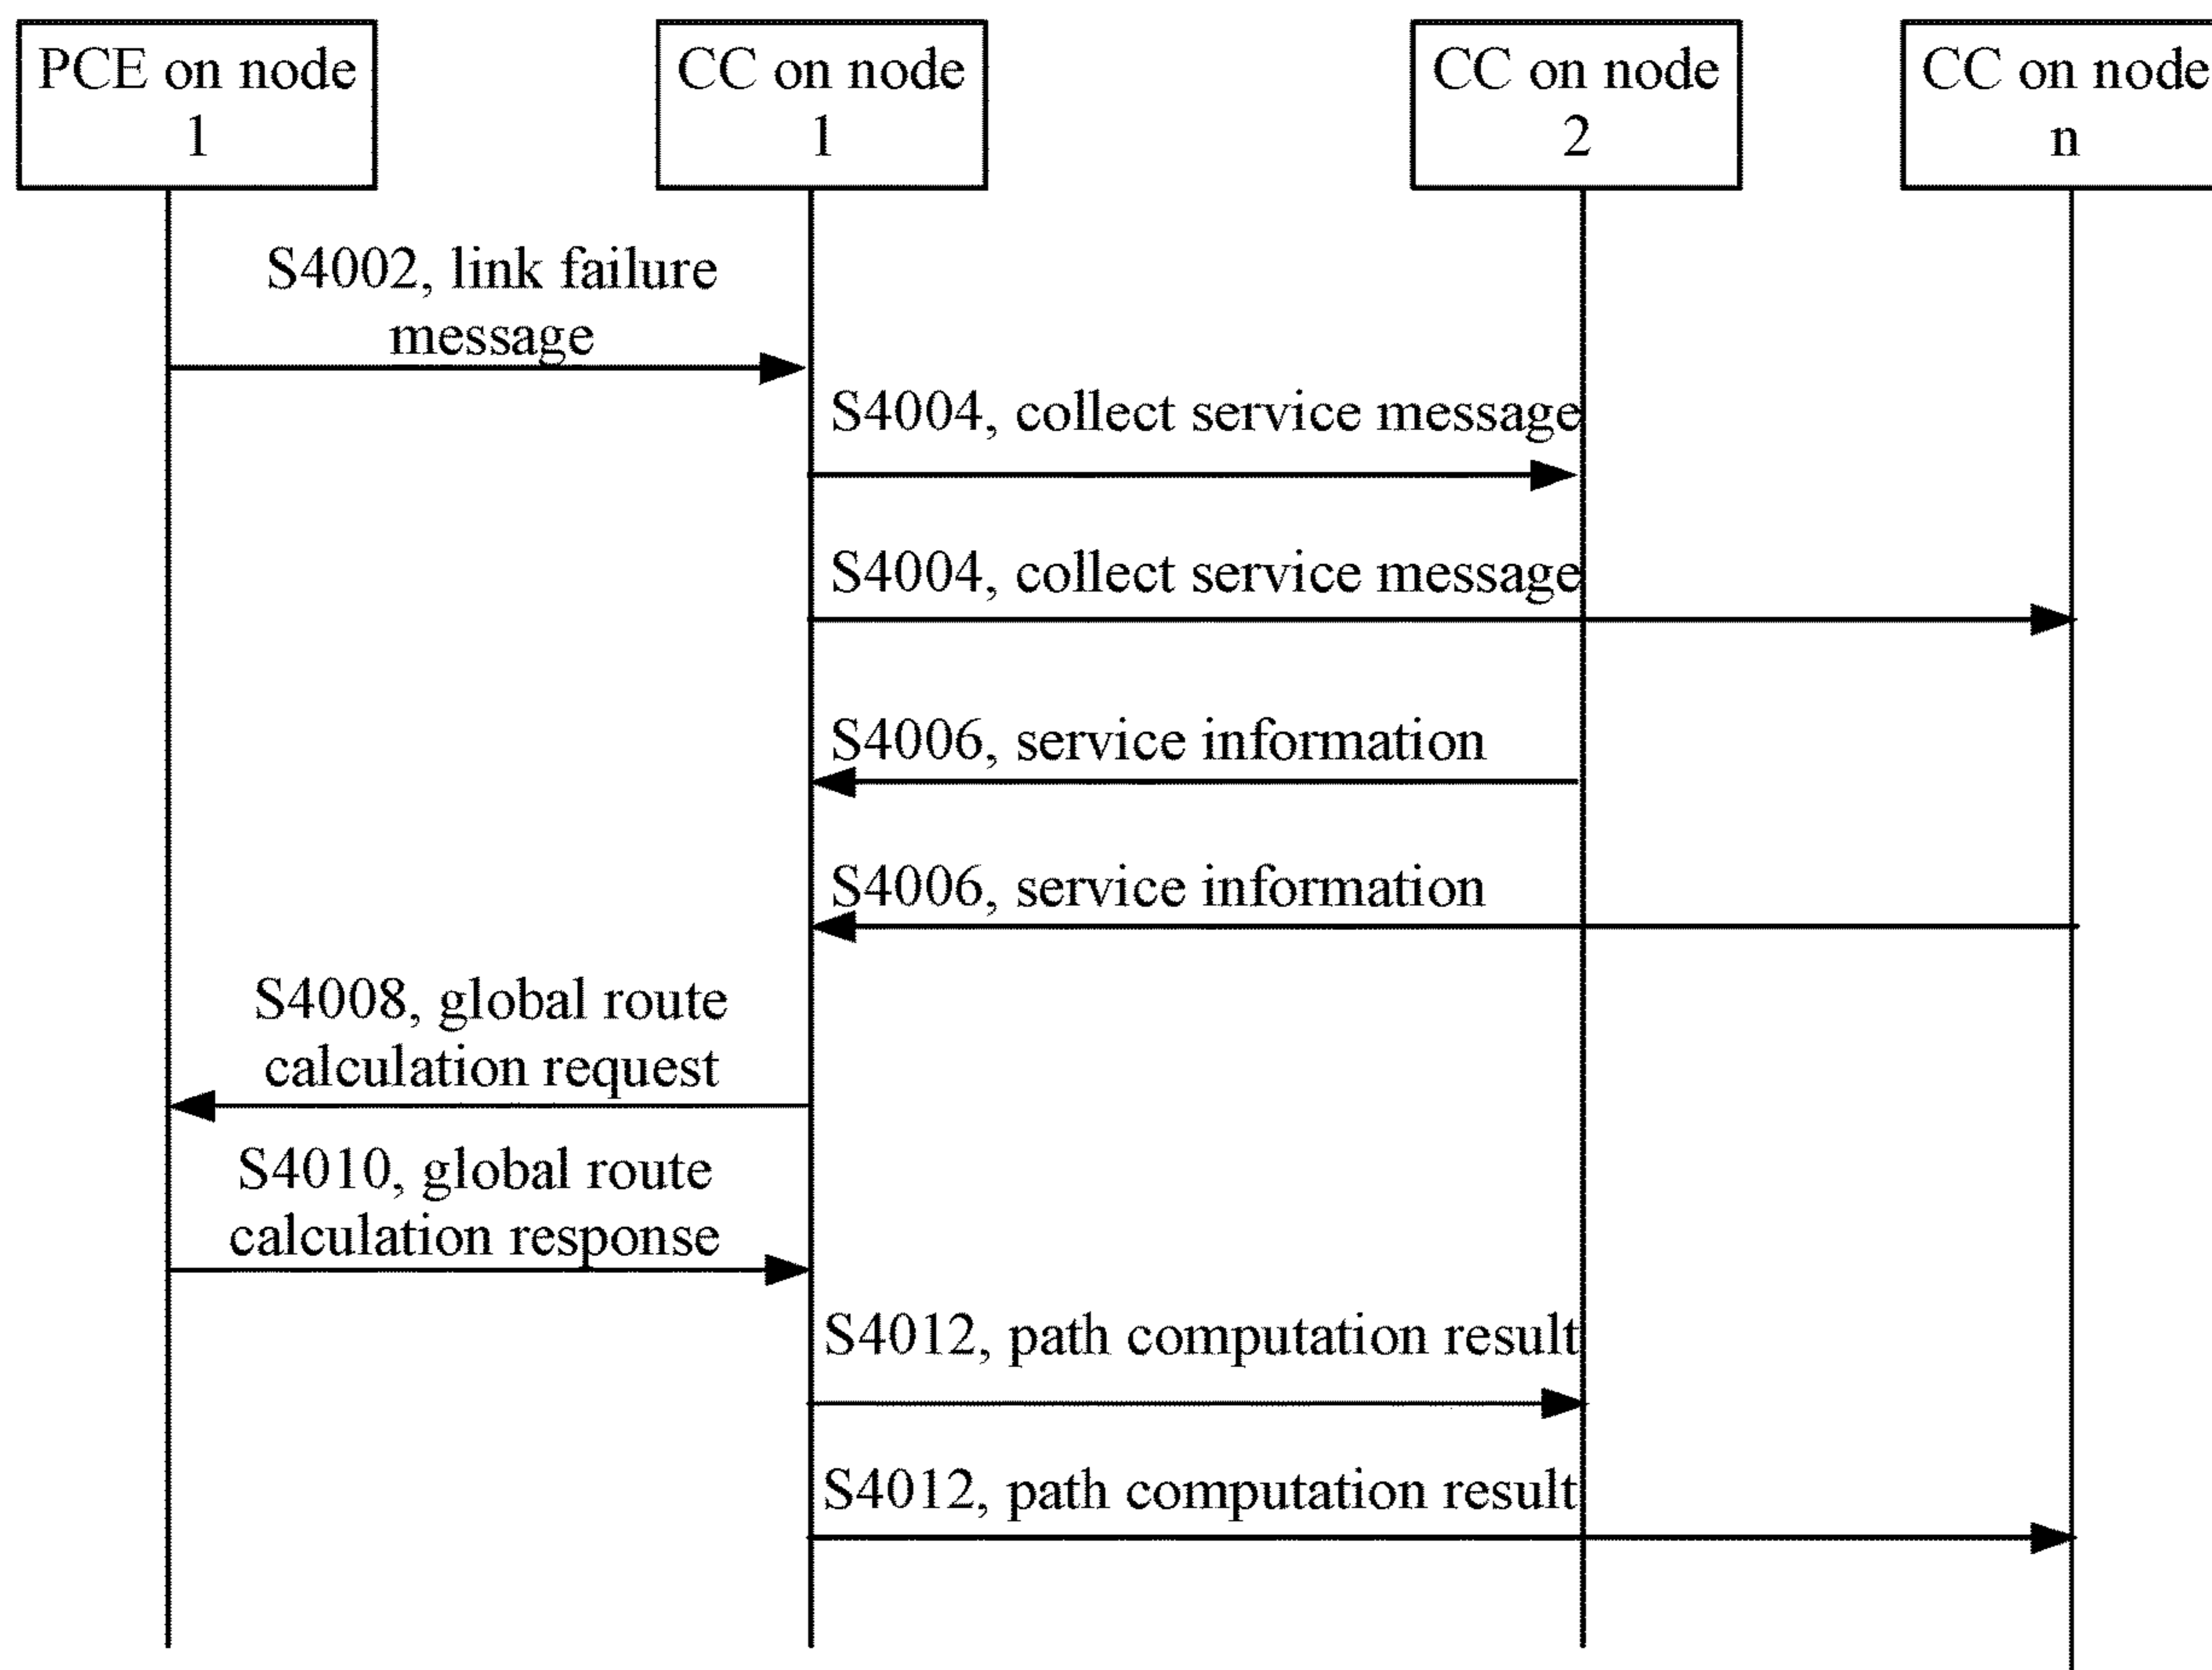 PCE on node
1
CC on node
1
CC on node
2
CC on node
n
S4002, link failure
message
S4004, collect service message
S4004, collect service message
S4006, service information
S4006, service information
S4008, global route
calculation request
S4010, global route
calculation response
S4012, path computation result
S4012, path computation result